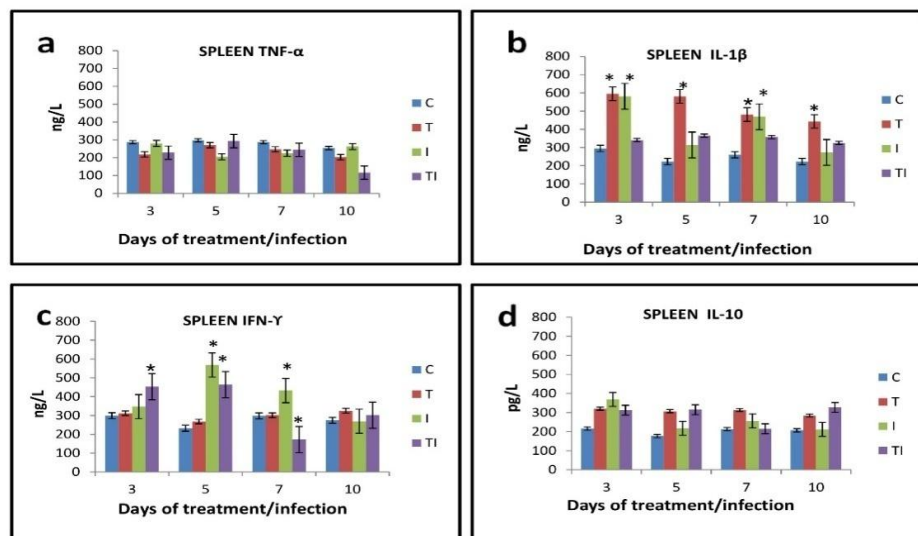 a
SPLEEN TNF-α
800
700
600
500
400
300
200
100
0
ng/L
3 5 7 10
Days of treatment/infection
C
T
I
TI
b
SPLEEN IL-1β
800
700
600
500
400
300
200
100
0
ng/L
* * * * * *
3 5 7 10
Days of treatment/infection
C
T
I
TI
c
SPLEEN IFN-Y
800
700
600
500
400
300
200
100
0
ng/L
* * * * *
3 5 7 10
Days of treatment/infection
C
T
I
TI
d
SPLEEN IL-10
800
700
600
500
400
300
200
100
0
pg/L
3 5 7 10
Days of treatment/infection
C
T
I
TI